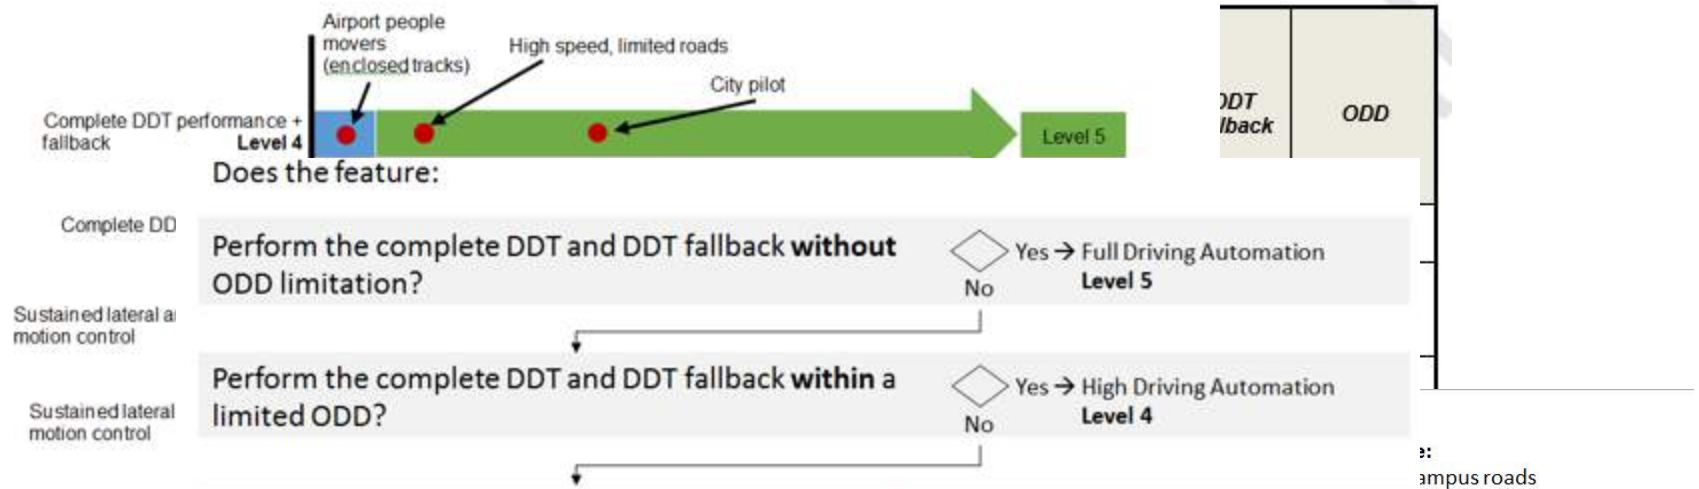 Airport people
movers
(enclosed tracks)
High speed, limited roads
City pilot
Complete DDT performance +
fallback
Level 4
Level 5
DDT
ODD
Does the feature:
Complete
Perform the complete DDT and DDT fallback without
ODD limitation?
Yes → Full Driving Automation
Level 5
No
Sustained lateral
motion control
Perform the complete DDT and DDT fallback within a
limited ODD?
Yes → High Driving Automation
Level 4
No
Sustained lateral
motion control
roads